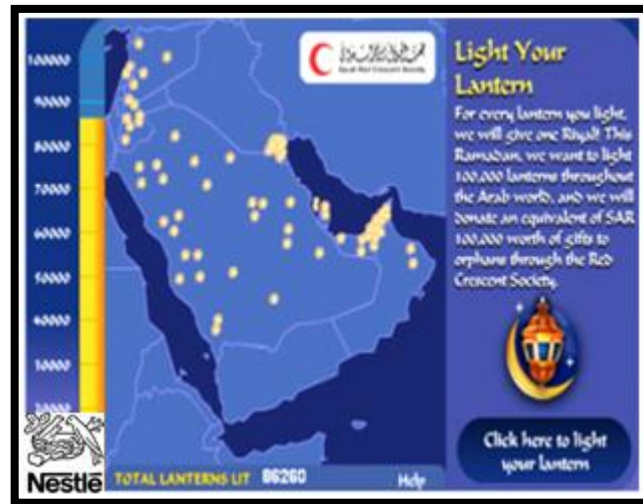 Light Your
Lantern
For every lantern you light,
we will give one Riyal! This
Ramadan, we want to light
100,000 lanterns throughout
the Arab world, and we will
donate an equivalent of SAR
100,000 worth of gifts to
orphans through the Red
Crescent Society.
Click here to light
your lantern
100000
90000
80000
70000
60000
50000
40000
30000
20000
Nestlé
TOTAL LANTERNS LIT 86260
Help